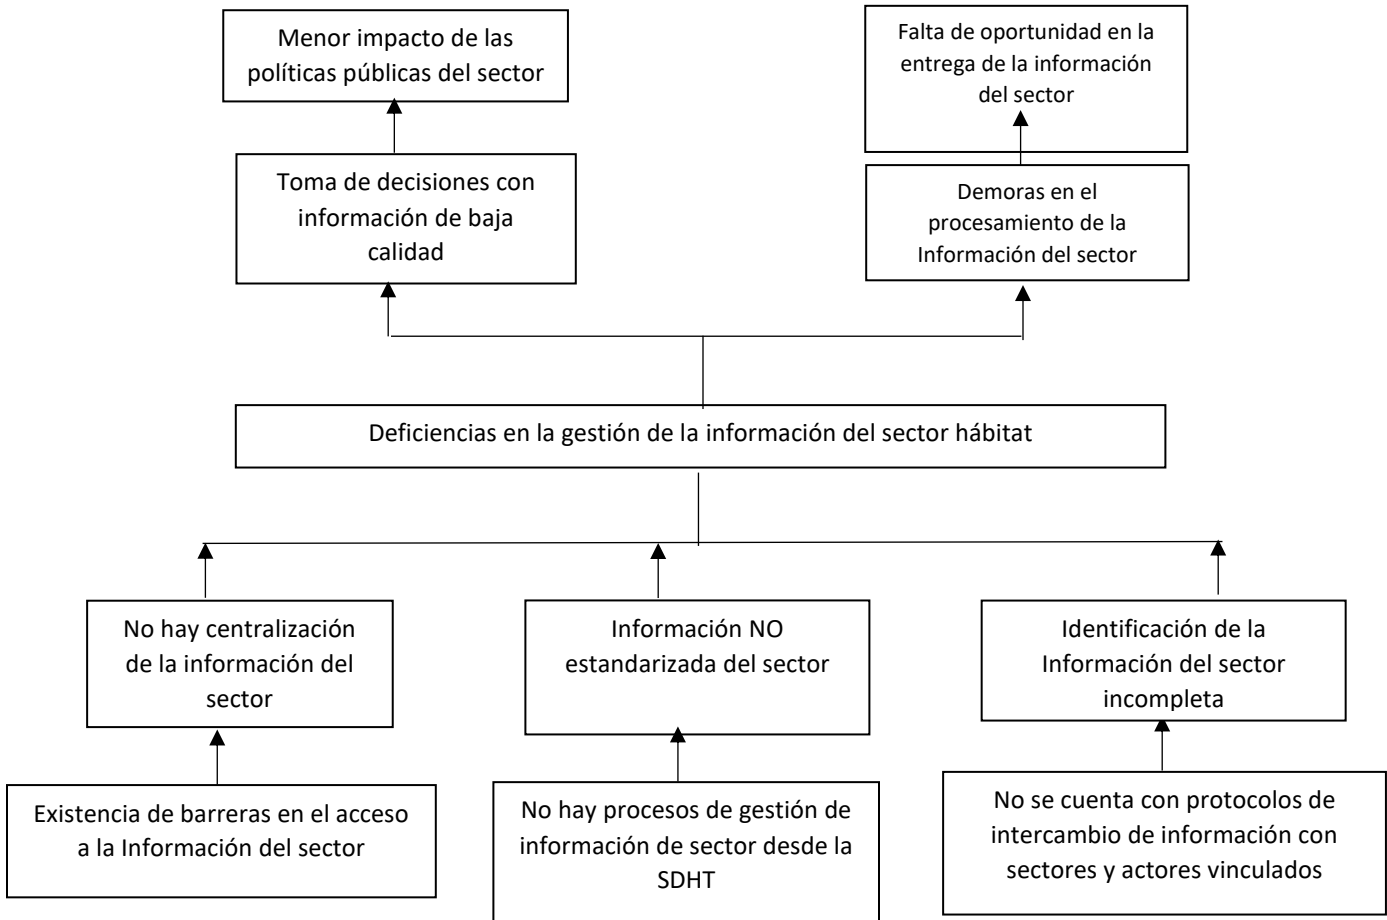 Menor impacto de las
políticas públicas del sector
Falta de oportunidad en la
entrega de la información
del sector
Toma de decisiones con
información de baja
calidad
Demoras en el
procesamiento de la
Información del sector
Deficiencias en la gestión de la información del sector hábitat
No hay centralización
de la información del
sector
Información NO
estandarizada del sector
Identificación de la
Información del sector
incompleta
Existencia de barreras en el acceso
a la Información del sector
No hay procesos de gestión de
información de sector desde la
SDHT
No se cuenta con protocolos de
intercambio de información con
sectores y actores vinculados